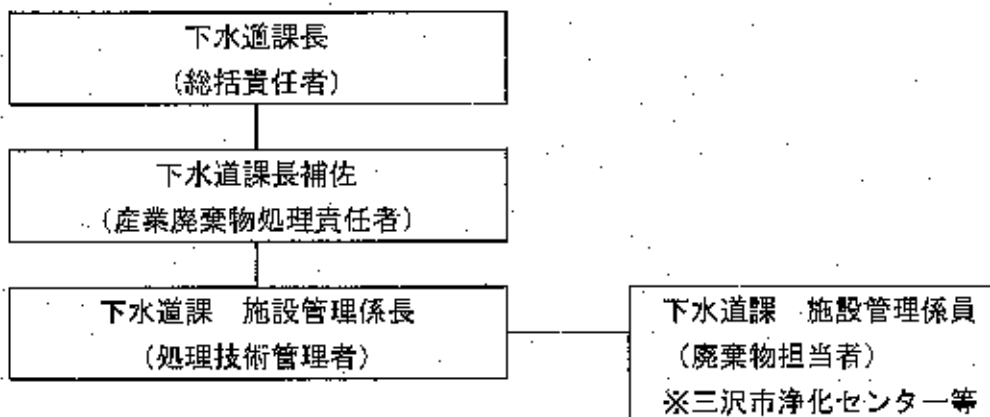 下水道課長
(総括責任者)
下水道課長補佐
(産業廃棄物処理責任者)
下水道課　施設管理係長
(処理技術管理者)
下水道課　施設管理係員
(廃棄物担当者)
※三沢市浄化センター等